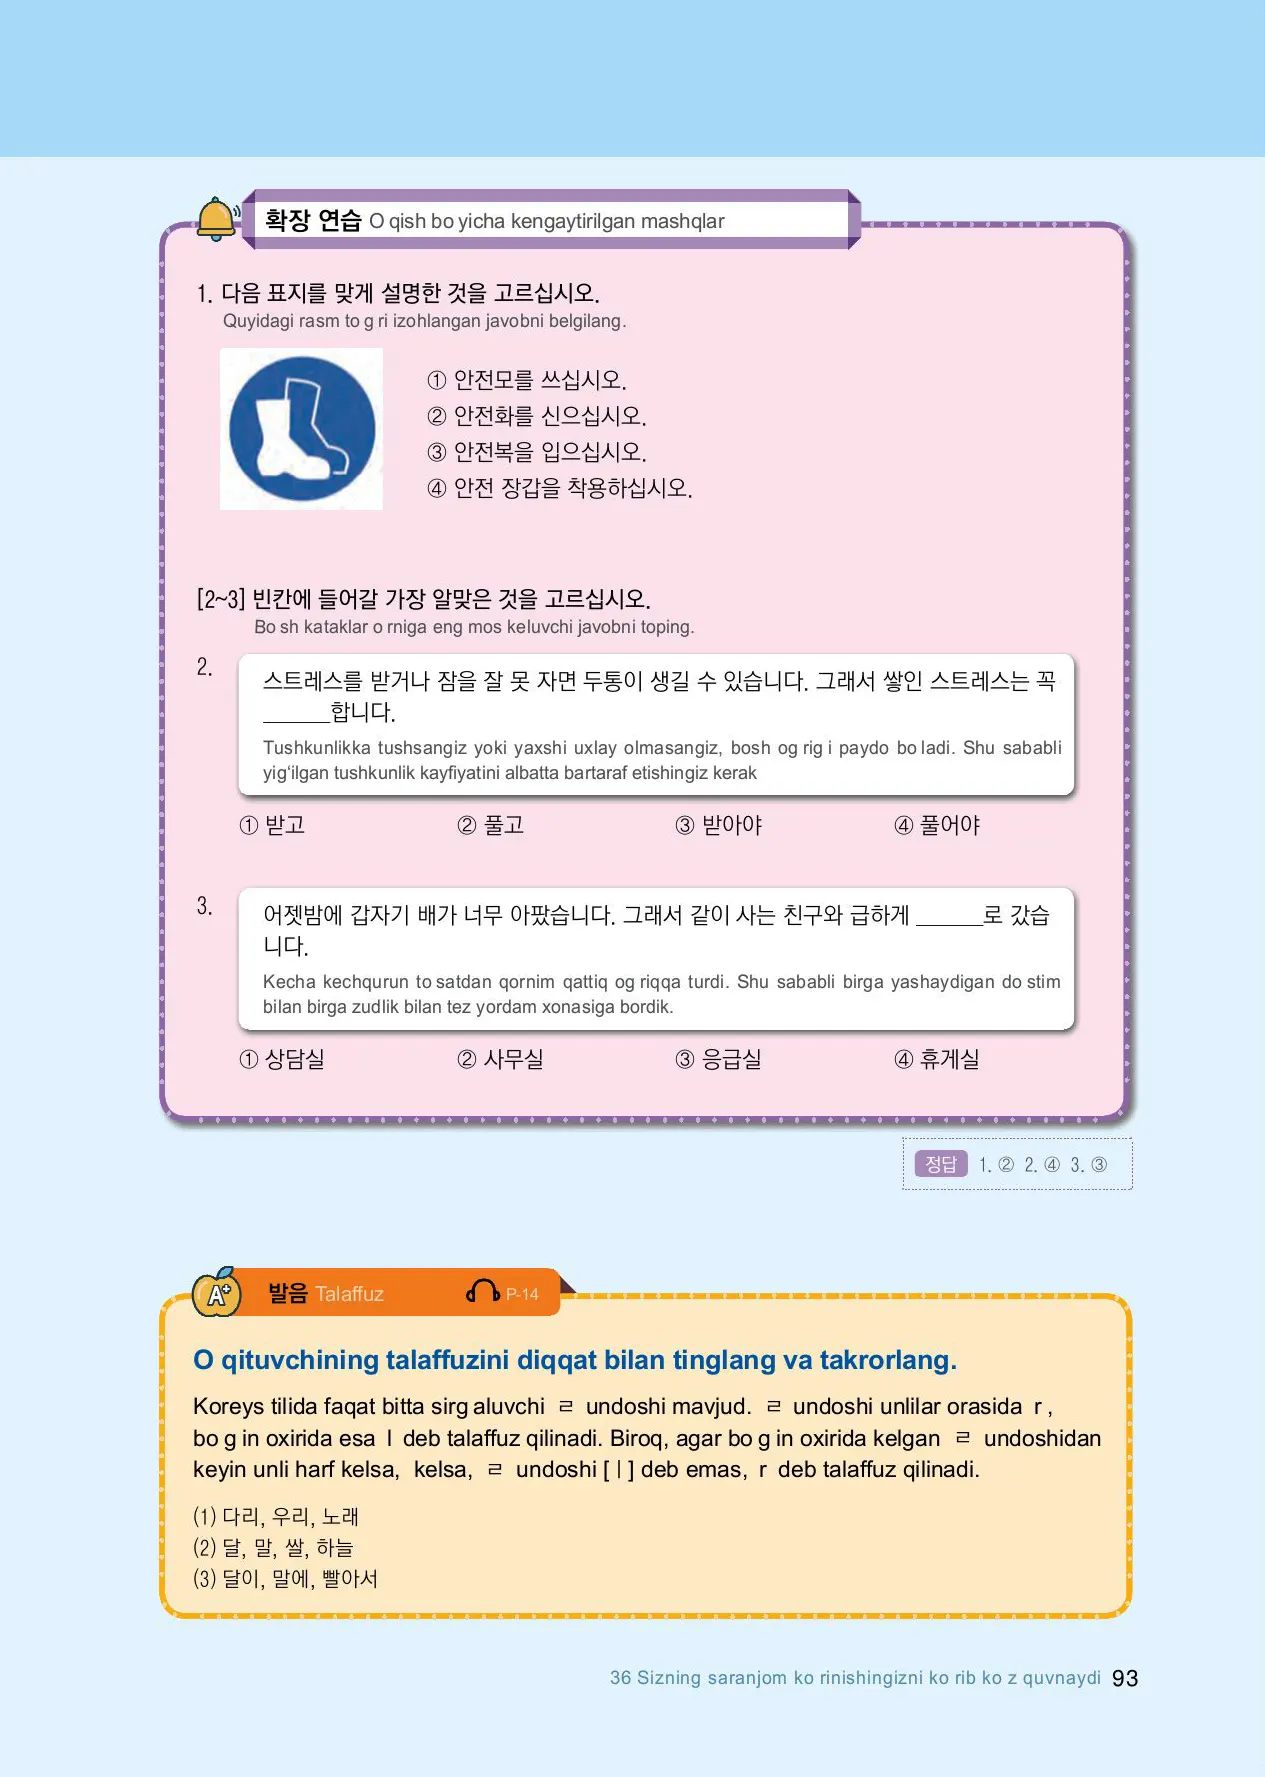 확장 연습 O qish bo yicha kengaytirilgan mashqlar
1. 다음 표지를 맞게 설명한 것을 고르십시오.
Quyidagi rasm to g ri izohlangan javobni belgilang.
① 안전모를 쓰십시오.
② 안전화를 신으십시오.
③ 안전복을 입으십시오.
④ 안전 장갑을 착용하십시오.
[2~3] 빈칸에 들어갈 가장 알맞은 것을 고르십시오.
Bo sh kataklar o rniga eng mos keluvchi javobni toping.
2.
스트레스를 받거나 잠을 잘 못 자면 두통이 생길 수 있습니다. 그래서 쌓인 스트레스는 꼭
______합니다.
Tushkunlikka tushsangiz yoki yaxshi uxlay olmasangiz, bosh og rig i paydo bo ladi. Shu sababli
yig‘ilgan tushkunlik kayfiyatini albatta bartaraf etishingiz kerak
① 받고 ② 풀고 ③ 받아야 ④ 풀어야
3.
어젯밤에 갑자기 배가 너무 아팠습니다. 그래서 같이 사는 친구와 급하게 ______로 갔습
니다.
Kecha kechqurun to satdan qornim qattiq og riqqa turdi. Shu sababli birga yashaydigan do stim
bilan birga zudlik bilan tez yordam xonasiga bordik.
① 상담실 ② 사무실 ③ 응급실 ④ 휴게실
정답 1. ② 2. ④ 3. ③
A+ 발음 Talaffuz P-14
O qituvchining talaffuzini diqqat bilan tinglang va takrorlang.
Koreys tilida faqat bitta sirg aluvchi ㄹ undoshi mavjud. ㄹ undoshi unlilar orasida r ,
bo g in oxirida esa l deb talaffuz qilinadi. Biroq, agar bo g in oxirida kelgan ㄹ undoshidan
keyin unli harf kelsa, kelsa, ㄹ undoshi [ l ] deb emas, r deb talaffuz qilinadi.
(1) 다리, 우리, 노래
(2) 달, 말, 쌀, 하늘
(3) 달이, 말에, 빨아서
36 Sizning saranjom ko rinishingizni ko rib ko z quvnaydi 93